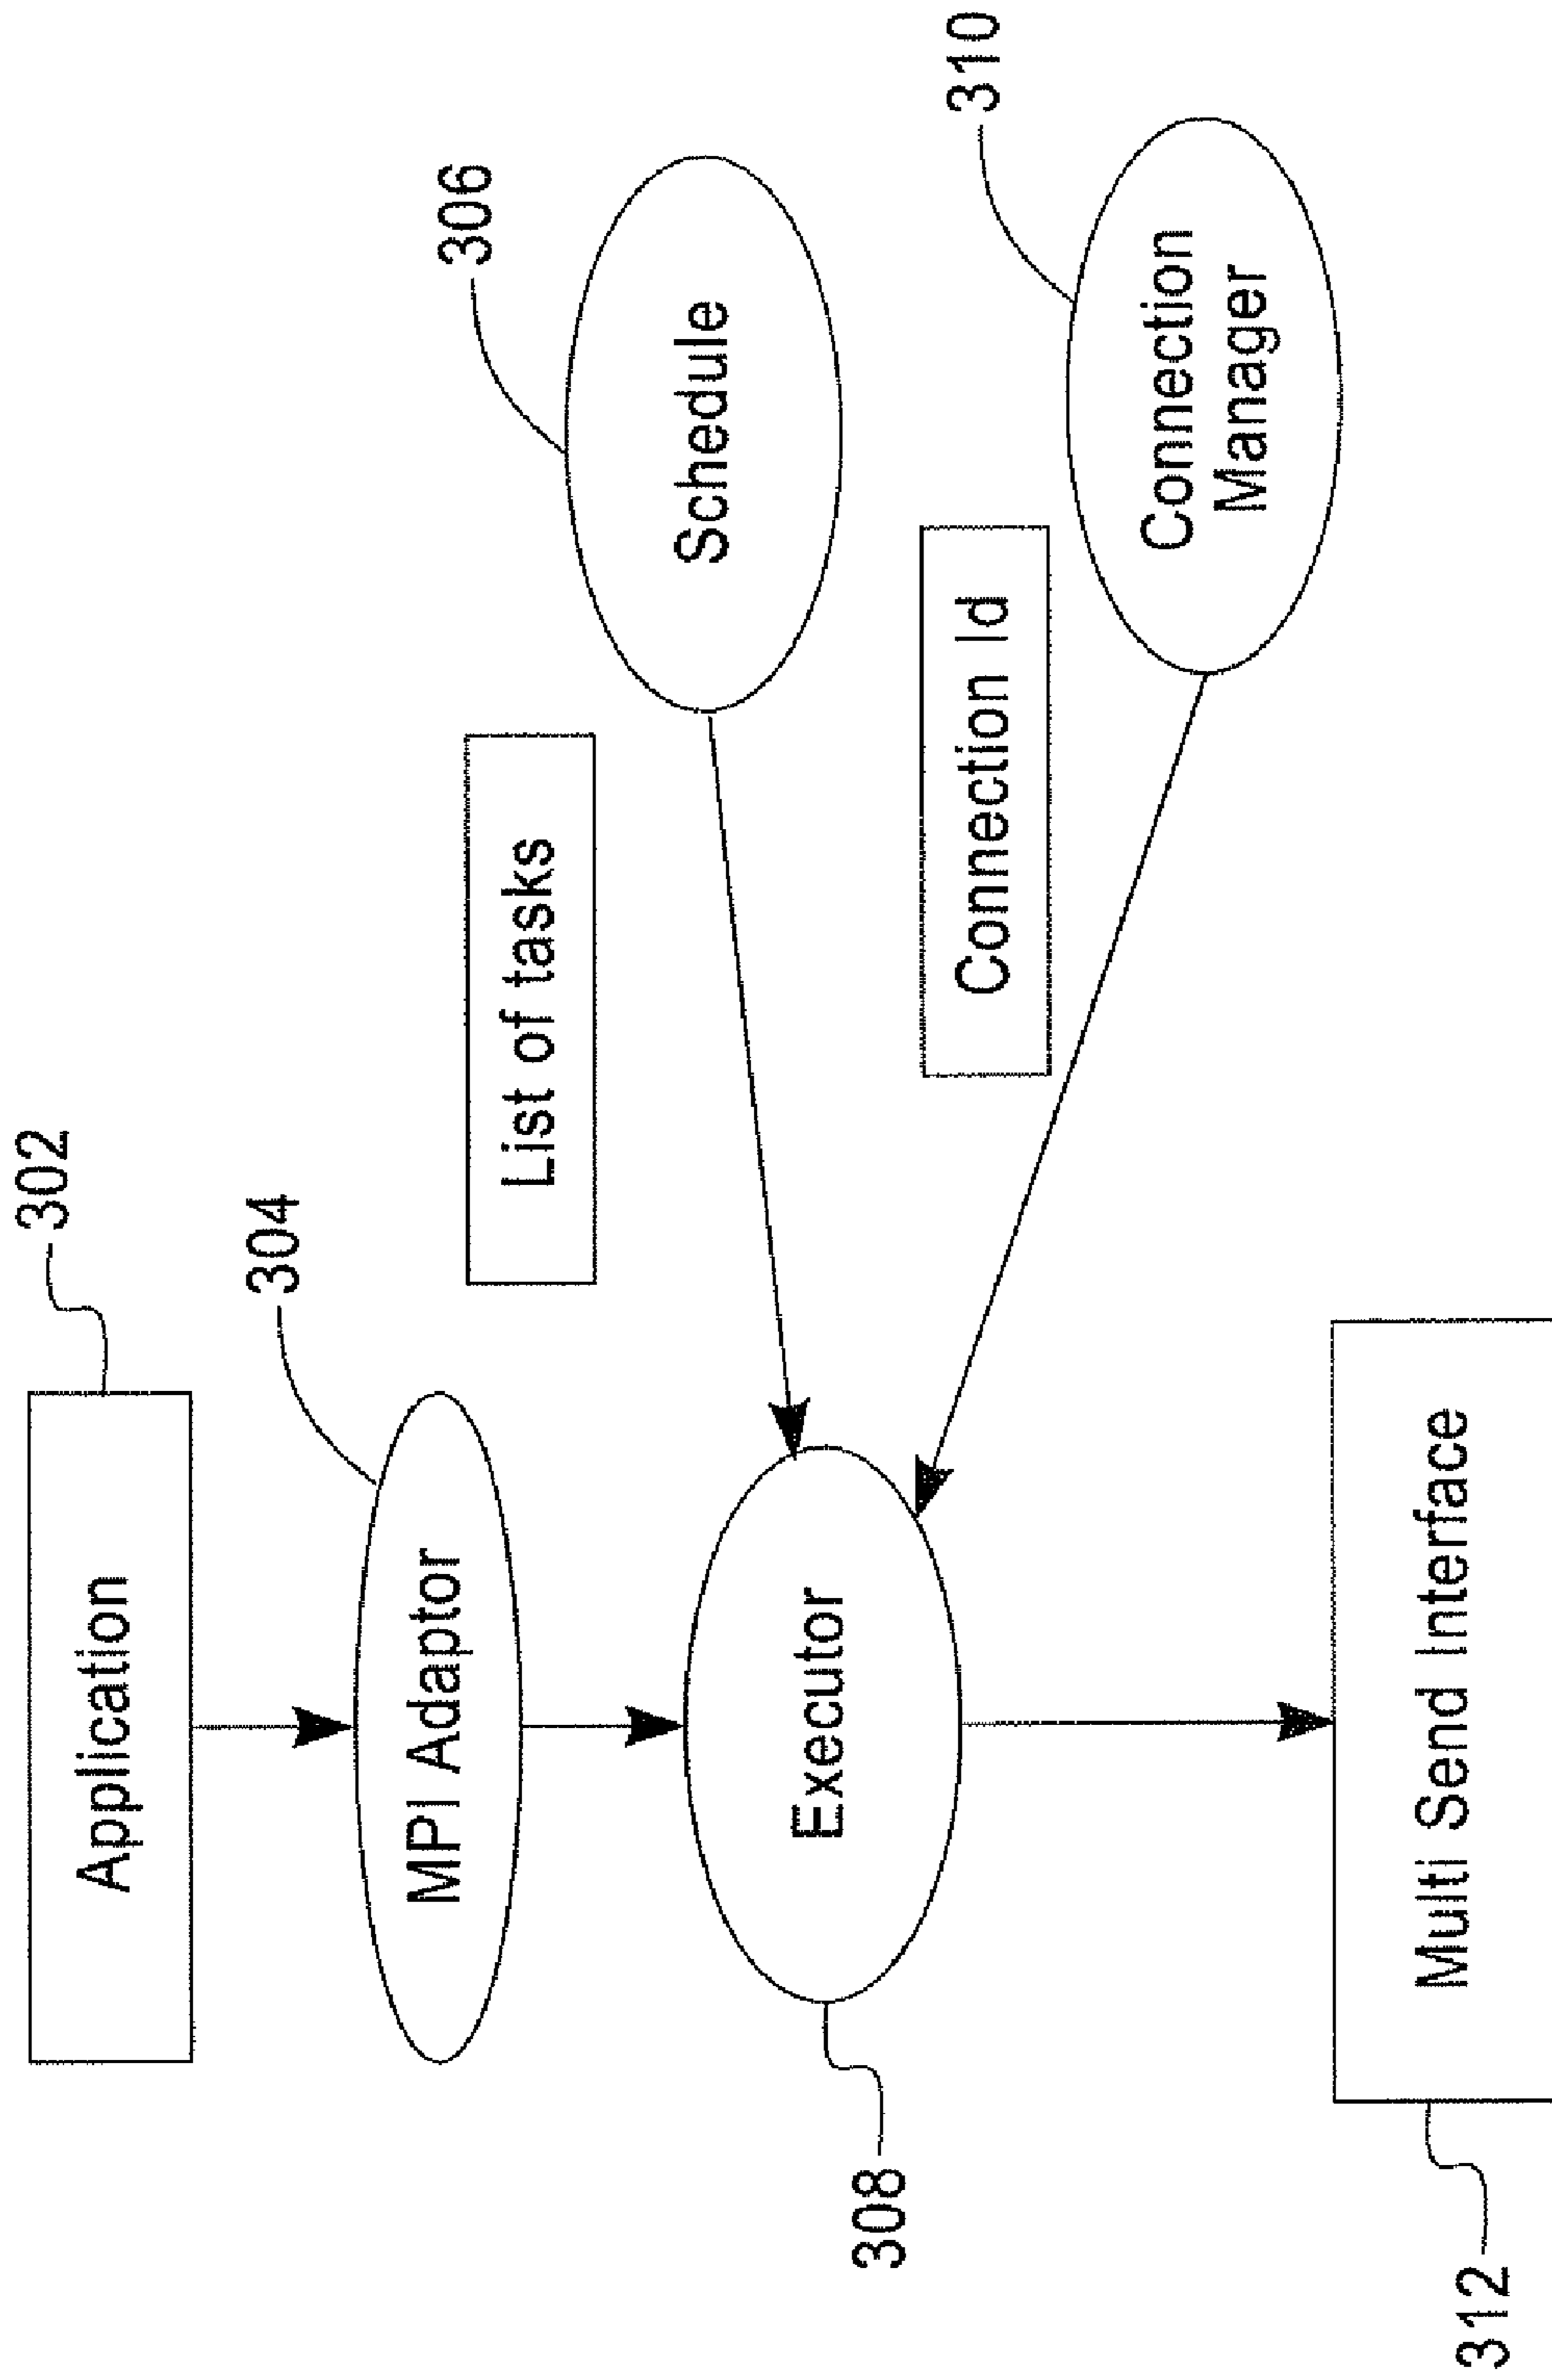 Application
302
304
MPI Adaptor
List of tasks
306
Schedule
Executor
308
Connection Id
310
Connection
Manager
Multi Send Interface
312